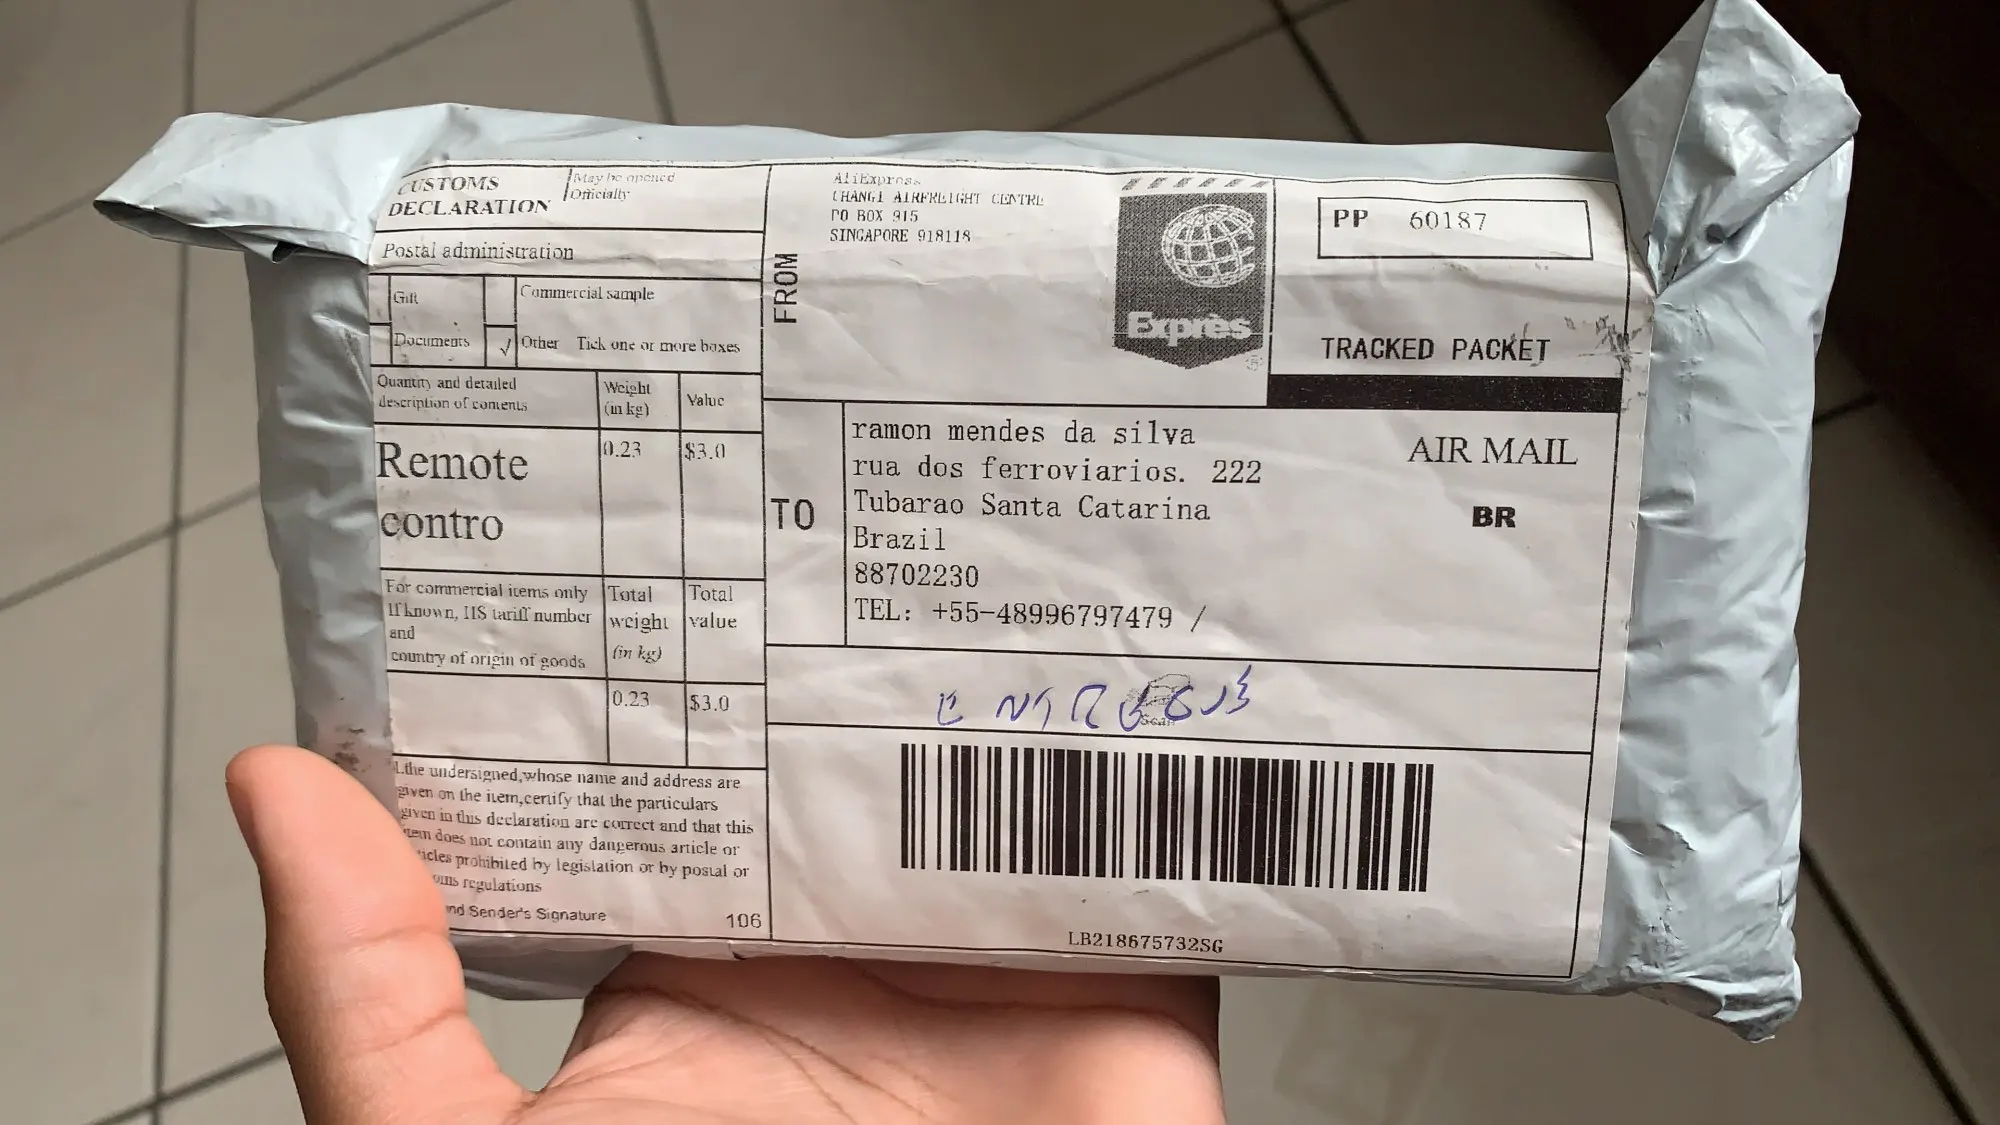 CUSTOMS
DECLARATION
May be opened
Officially
Postal administration
Gift
Commercial sample
Documents
√ Other Tick one or more boxes
Quantity and detailed
description of contents
Weight
(in kg)
Value
Remote
contro
0.23
$3.0
For commercial items only
If known, HS tariff number
and
country of origin of goods
Total
weight
(in kg)
Total
value
0.23
$3.0
I,the undersigned,whose name and address are
given on the item,certify that the particulars
given in this declaration are correct and that this
item does not contain any dangerous article or
articles prohibited by legislation or by postal or
regulations
Sender's Signature
106
FROM
AliExpress
CHANGI AIRFREIGHT CENTRE
PO BOX 915
SINGAPORE 918118
Exprès
PP 60187
TRACKED PACKET
TO
ramon mendes da silva
rua dos ferroviarios. 222
Tubarao Santa Catarina
Brazil
88702230
TEL: +55-48996797479 /
AIR MAIL
BR
Scan
LB218675732SG